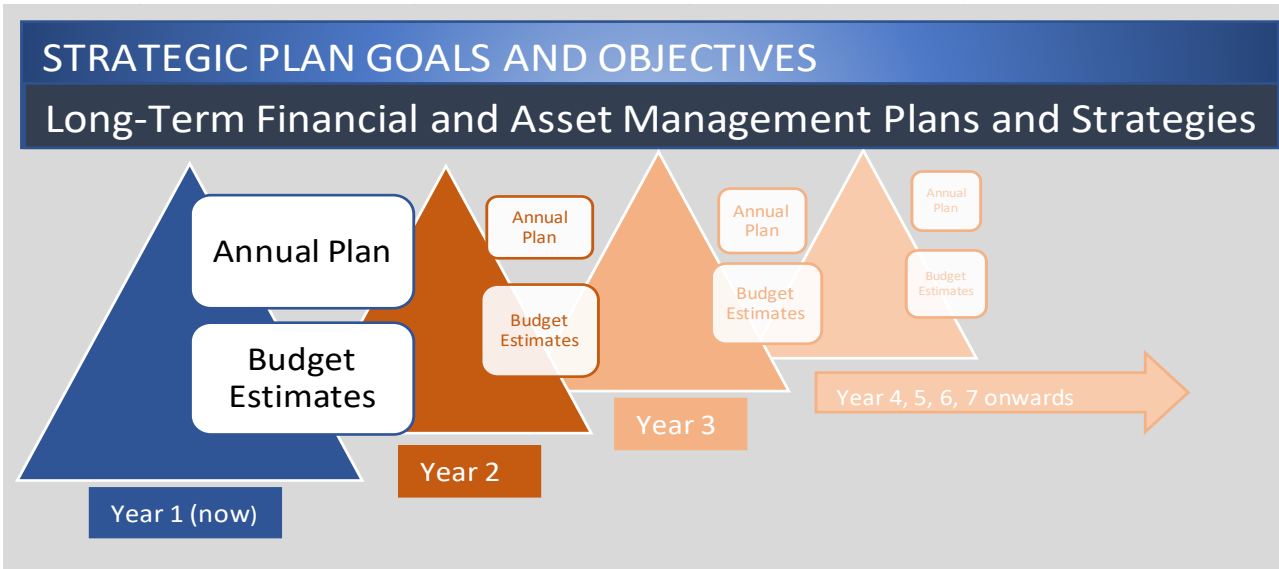 STRATEGIC PLAN GOALS AND OBJECTIVES
Long-Term Financial and Asset Management Plans and Strategies
Annual Plan
Budget
Estimates
Year 1 (now)
Annual
Plan
Budget
Estimates
Year 2
Annual
Plan
Budget
Estimates
Year 3
Annual
Plan
Budget
Estimates
Year 4, 5, 6, 7 onwards